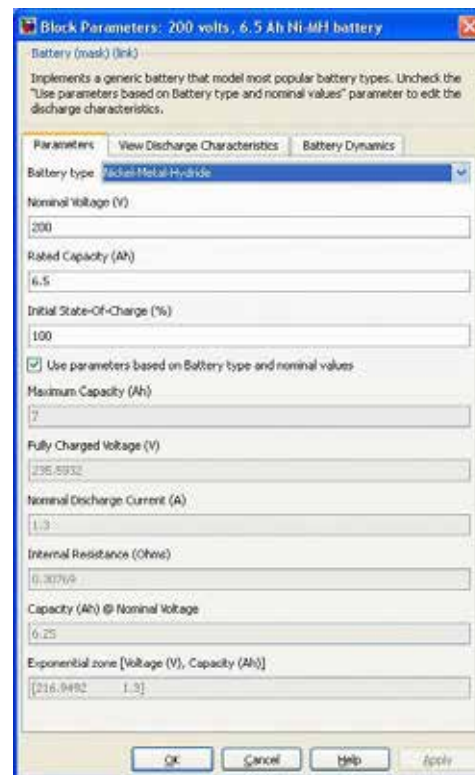 Block Parameters: 200 volts, 6.5 Ah Ni-MH battery
Battery (mask) (link)
Implements a generic battery that model most popular battery types. Uncheck the
"Use parameters based on Battery type and nominal values" parameter to edit the
discharge characteristics.
Parameters View Discharge Characteristics Battery Dynamics
Battery type Nickel-Metal-Hydride
Nominal Voltage (V)
200
Rated Capacity (Ah)
6.5
Initial State-Of-Charge (%)
100
Use parameters based on Battery type and nominal values
Maximum Capacity (Ah)
7
Fully Charged Voltage (V)
235.5932
Nominal Discharge Current (A)
1.3
Internal Resistance (Ohms)
0.30769
Capacity (Ah) @ Nominal Voltage
6.25
Exponential zone [Voltage (V), Capacity (Ah)]
[216.9492 1.3]
OK Cancel Help Apply